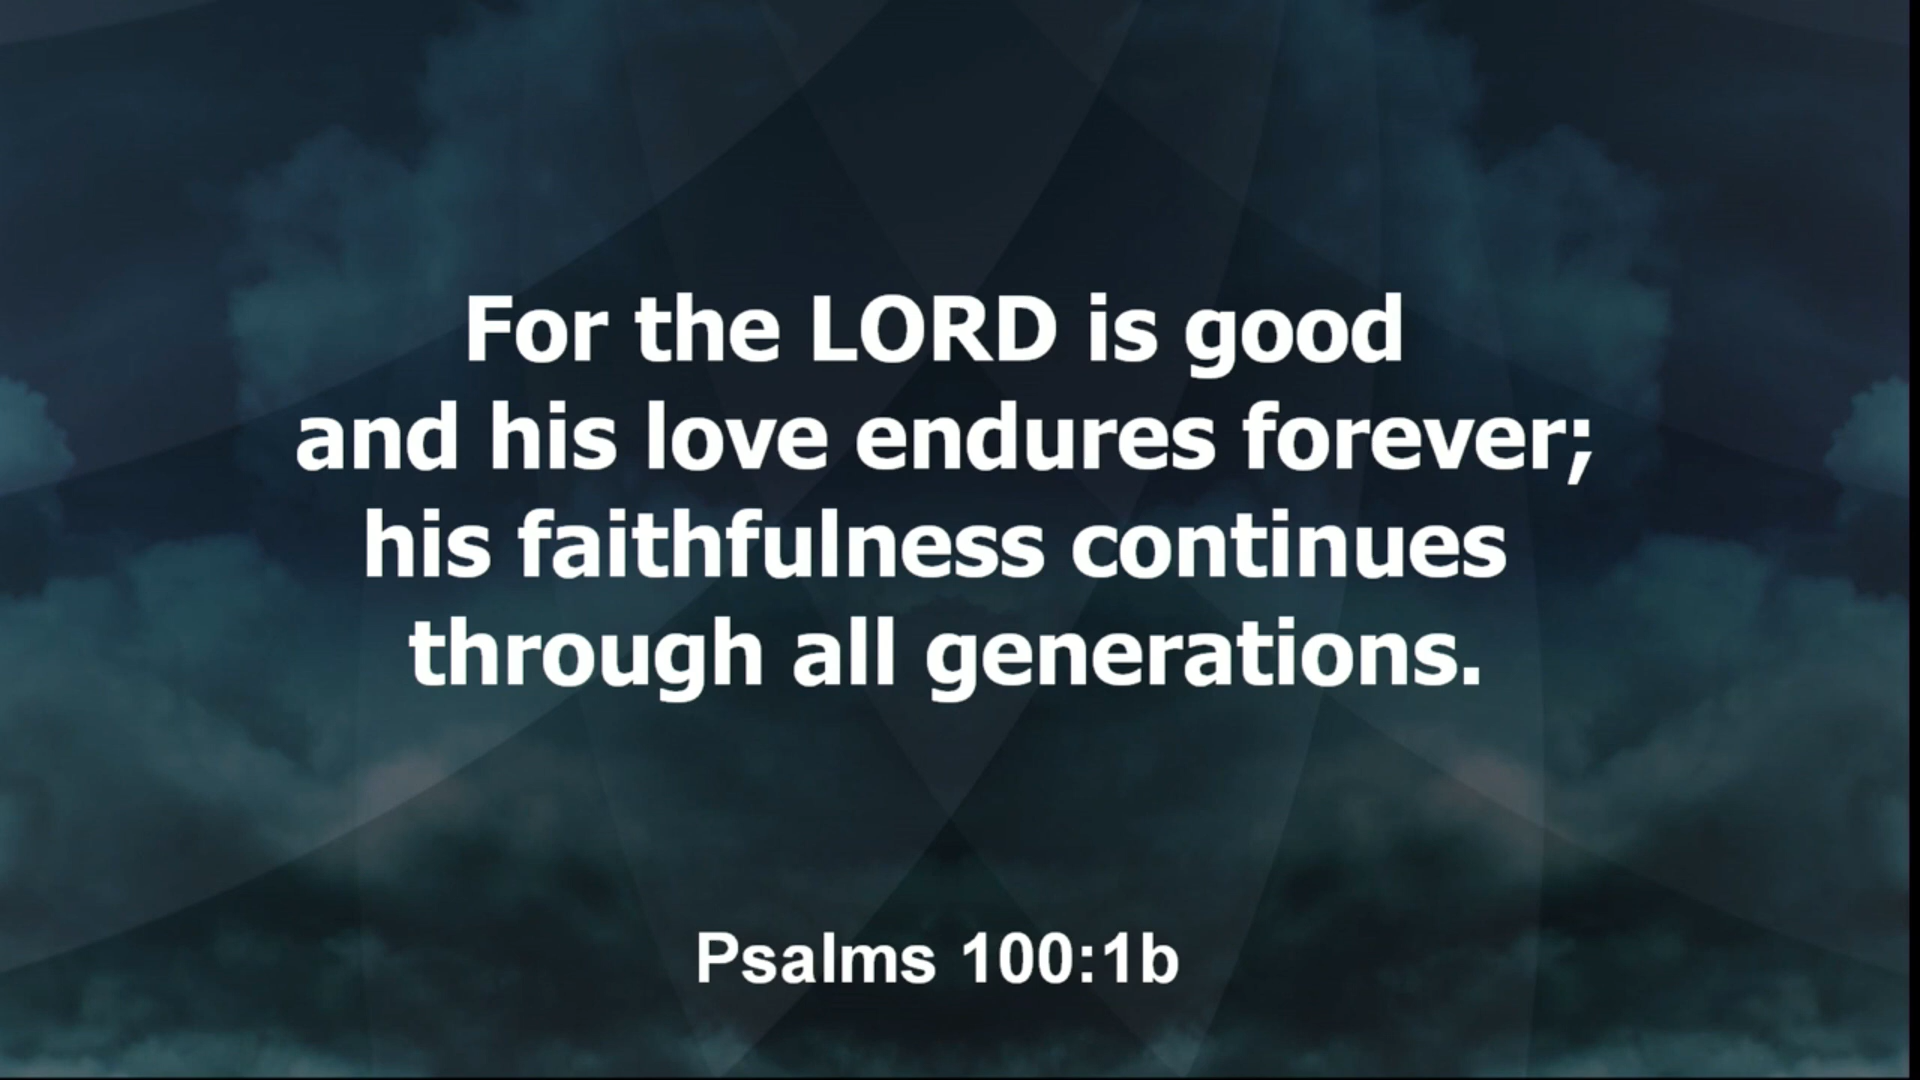 For the LORD is good
and his love endures forever;
his faithfulness continues
through all generations.
Psalms 100:1b